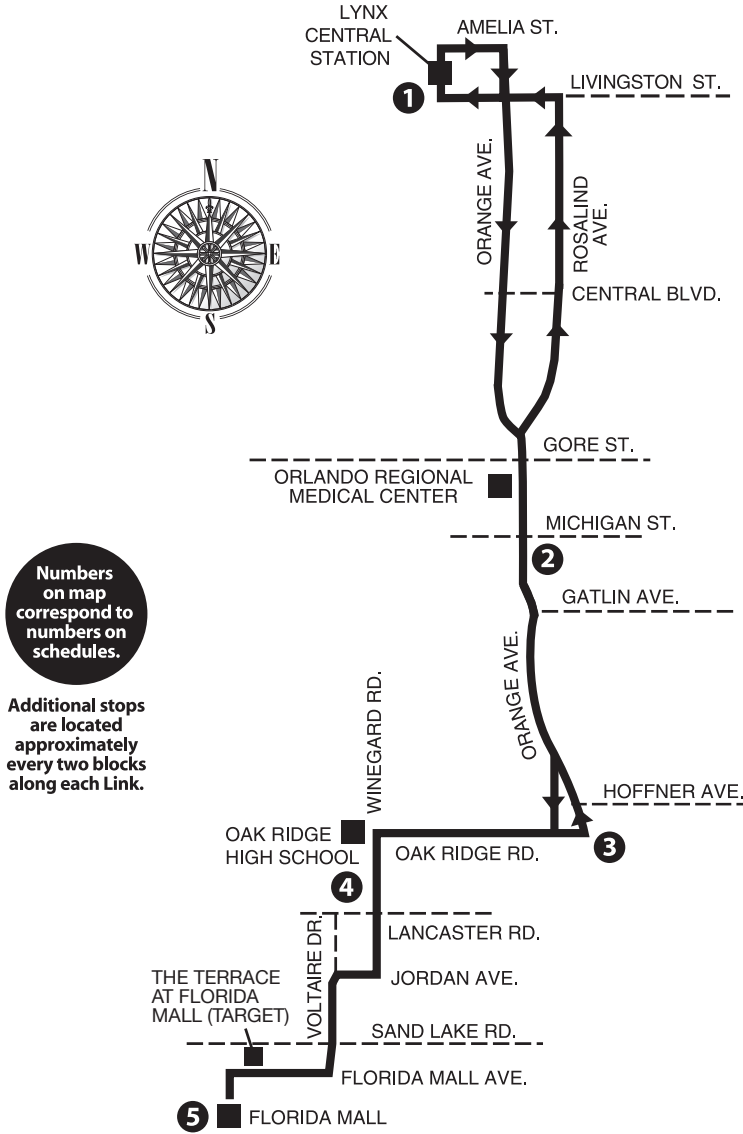 LYNX
CENTRAL
STATION
AMELIA ST.
1
LIVINGSTON ST.
ORANGE AVE.
ROSALIND
AVE.
N
W
E
S
CENTRAL BLVD.
GORE ST.
ORLANDO REGIONAL
MEDICAL CENTER
MICHIGAN ST.
2
Numbers
on map
correspond to
numbers on
schedules.
GATLIN AVE.
ORANGE AVE.
Additional stops
are located
approximately
every two blocks
along each Link.
WINEGARD RD.
HOFFNER AVE.
OAK RIDGE
HIGH SCHOOL
OAK RIDGE RD.
3
4
LANCASTER RD.
VOLTAIRE DR.
JORDAN AVE.
THE TERRACE
AT FLORIDA
MALL (TARGET)
SAND LAKE RD.
FLORIDA MALL AVE.
5
FLORIDA MALL